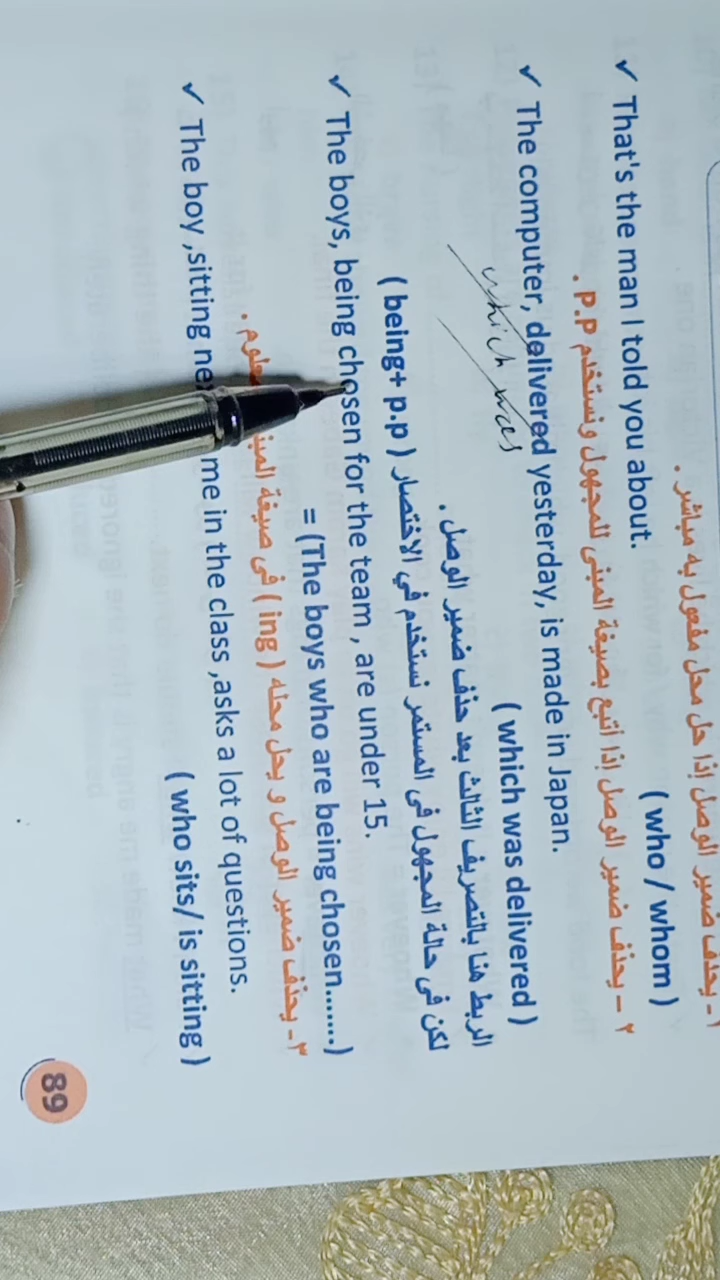 ١ - يحذف ضمير الوصل إذا حل محل مفعول به مباشر .
✓ That's the man I told you about. ( who / whom )
٢ - يحذف ضمير الوصل إذا أتبع بصيغة المبنى للمجهول ونستخدم p.p .
✓ The computer, delivered yesterday, is made in Japan.
which was
( which was delivered )
الربط هنا بالتصريف الثالث بعد حذف ضمير الوصل .
لكن فى حالة المجهول فى المستمر نستخدم في الاختصار ( being+ p.p )
✓ The boys, being chosen for the team , are under 15.
= (The boys who are being chosen.......)
٣- يحذف ضمير الوصل و يحل محله ( ing ) فى صيغة .
✓ The boy ,sitting me in the class ,asks a lot of questions.
( who sits/ is sitting )
89